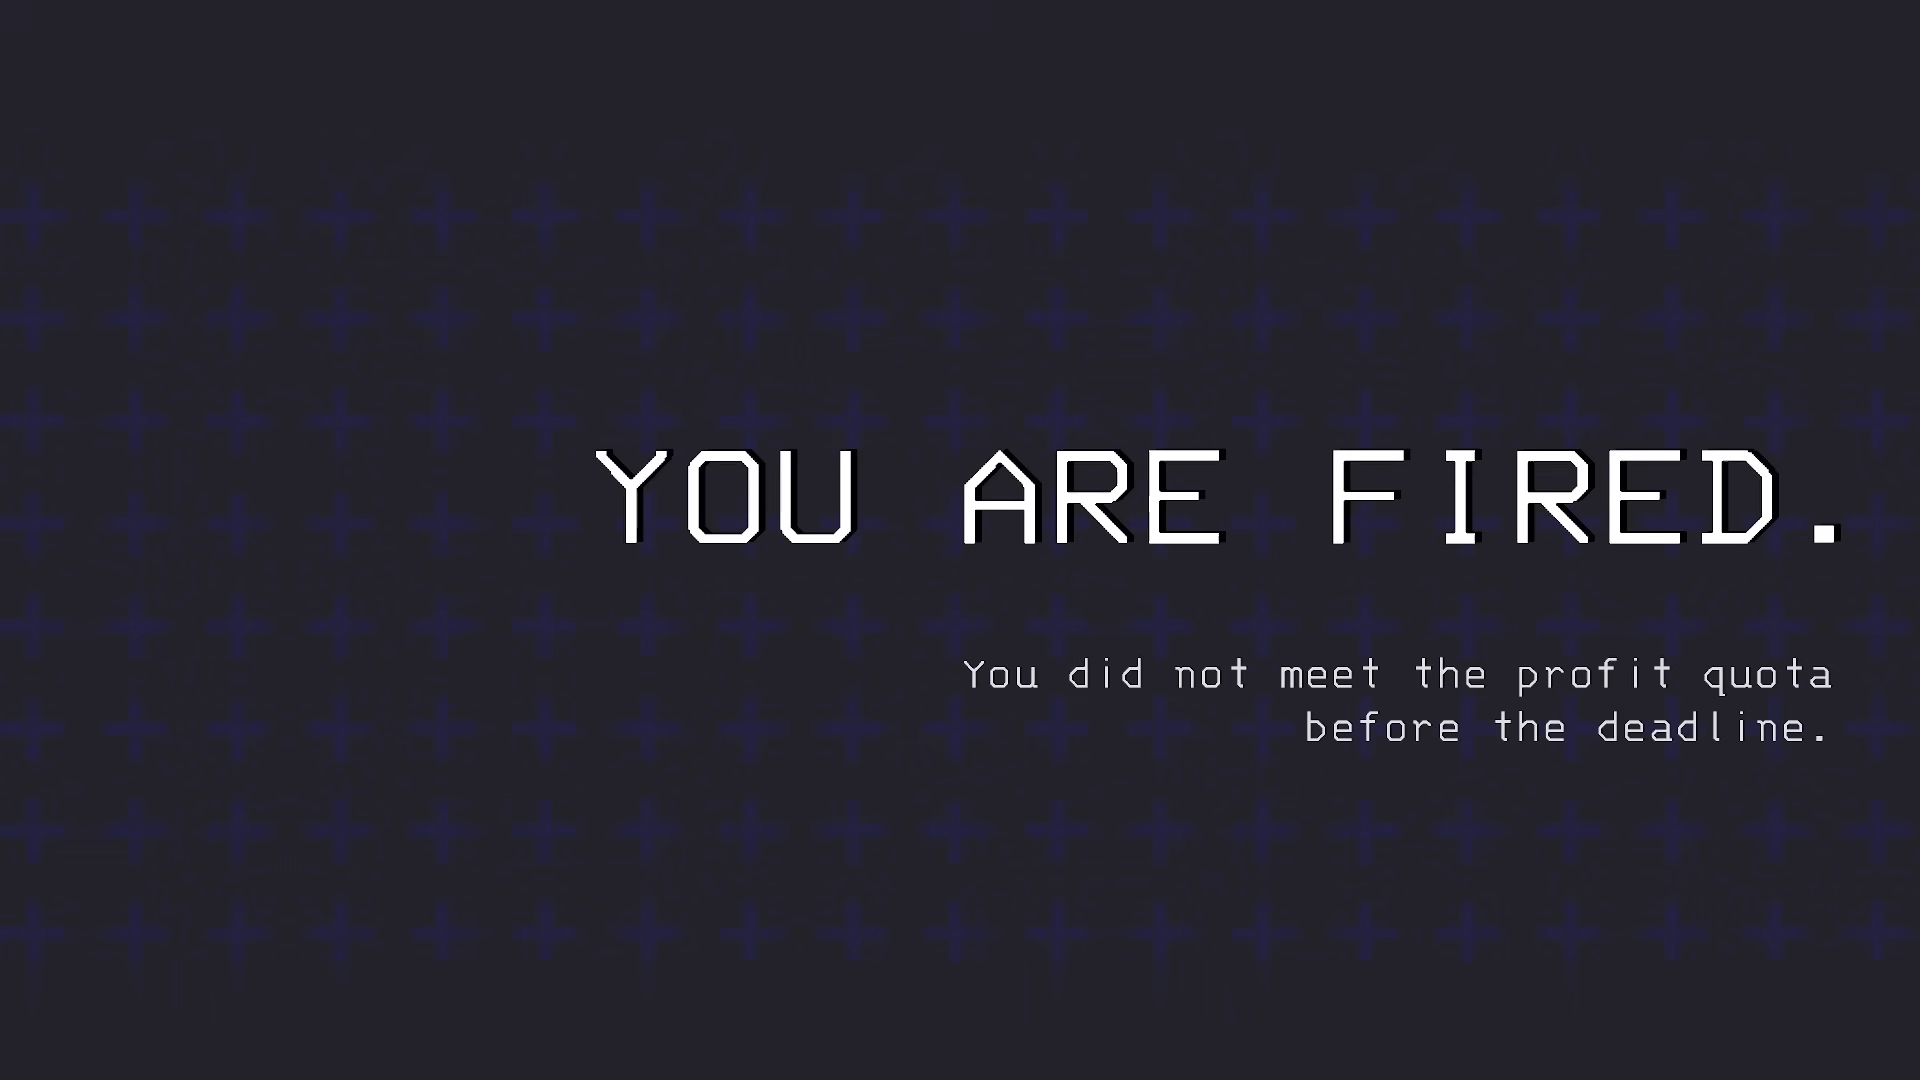 YOU ARE FIRED.
You did not meet the profit quota
before the deadline.